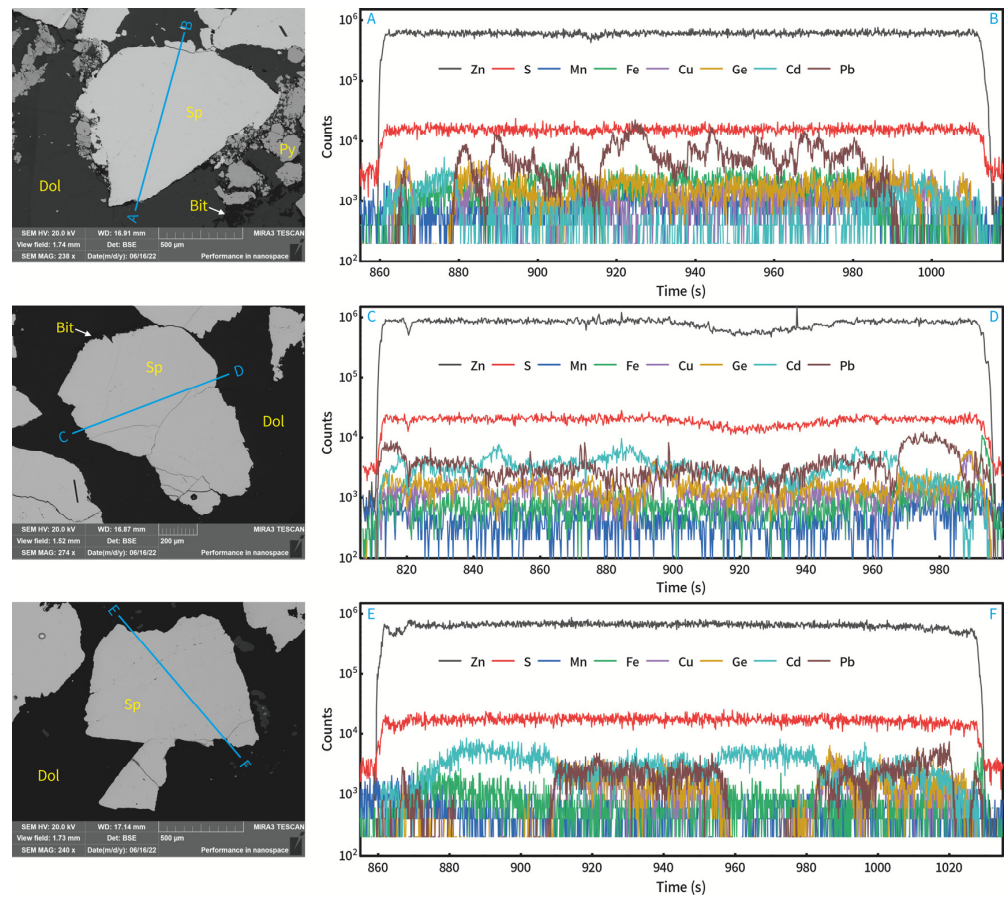 B
Sp
Py
Dol
Bit
A
SEM HV: 20.0 kV WD: 16.91 mm MIRA3 TESCAN
View field: 1.74 mm Det: BSE 500 µm
SEM MAG: 238 x Date(m/d/y): 06/16/22 Performance in nanospace
A B
Counts
10⁶
10⁵
10⁴
10³
10²
Zn S Mn Fe Cu Ge Cd Pb
860 880 900 920 940 960 980 1000
Time (s)
Bit
Sp
D
C
Dol
SEM HV: 20.0 kV WD: 16.87 mm MIRA3 TESCAN
View field: 1.52 mm Det: BSE 200 µm
SEM MAG: 274 x Date(m/d/y): 06/16/22 Performance in nanospace
C D
Counts
10⁶
10⁵
10⁴
10³
10²
Zn S Mn Fe Cu Ge Cd Pb
820 840 860 880 900 920 940 960 980
Time (s)
E
Sp
F
Dol
SEM HV: 20.0 kV WD: 17.14 mm MIRA3 TESCAN
View field: 1.73 mm Det: BSE 500 µm
SEM MAG: 240 x Date(m/d/y): 06/16/22 Performance in nanospace
E F
Counts
10⁶
10⁵
10⁴
10³
10²
Zn S Mn Fe Cu Ge Cd Pb
860 880 900 920 940 960 980 1000 1020
Time (s)